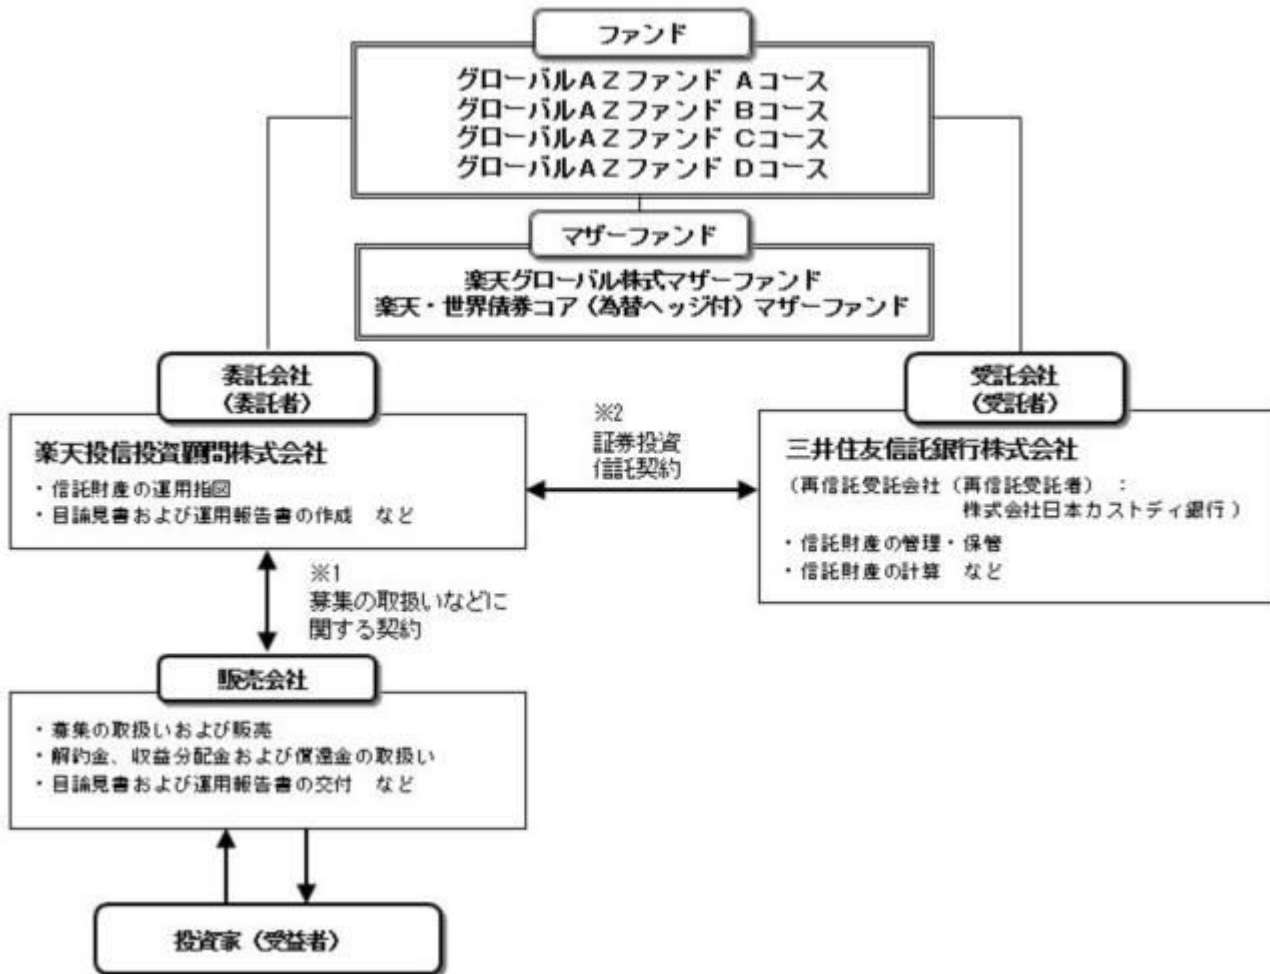 ファンド
グローバルAZファンド Aコース
グローバルAZファンド Bコース
グローバルAZファンド Cコース
グローバルAZファンド Dコース
マザーファンド
楽天グローバル株式マザーファンド
楽天・世界債券コア(為替ヘッジ付)マザーファンド
委託会社
(委託者)
楽天投信投資顧問株式会社
・信託財産の運用指図
・目論見書および運用報告書の作成 など
※2
証券投資
信託契約
受託会社
(受託者)
三井住友信託銀行株式会社
(再信託受託会社(再信託受託者) :
株式会社日本カストディ銀行)
・信託財産の管理・保管
・信託財産の計算 など
※1
募集の取扱いなどに
関する契約
販売会社
・募集の取扱いおよび販売
・解約金、収益分配金および償還金の取扱い
・目論見書および運用報告書の交付 など
投資家(受益者)